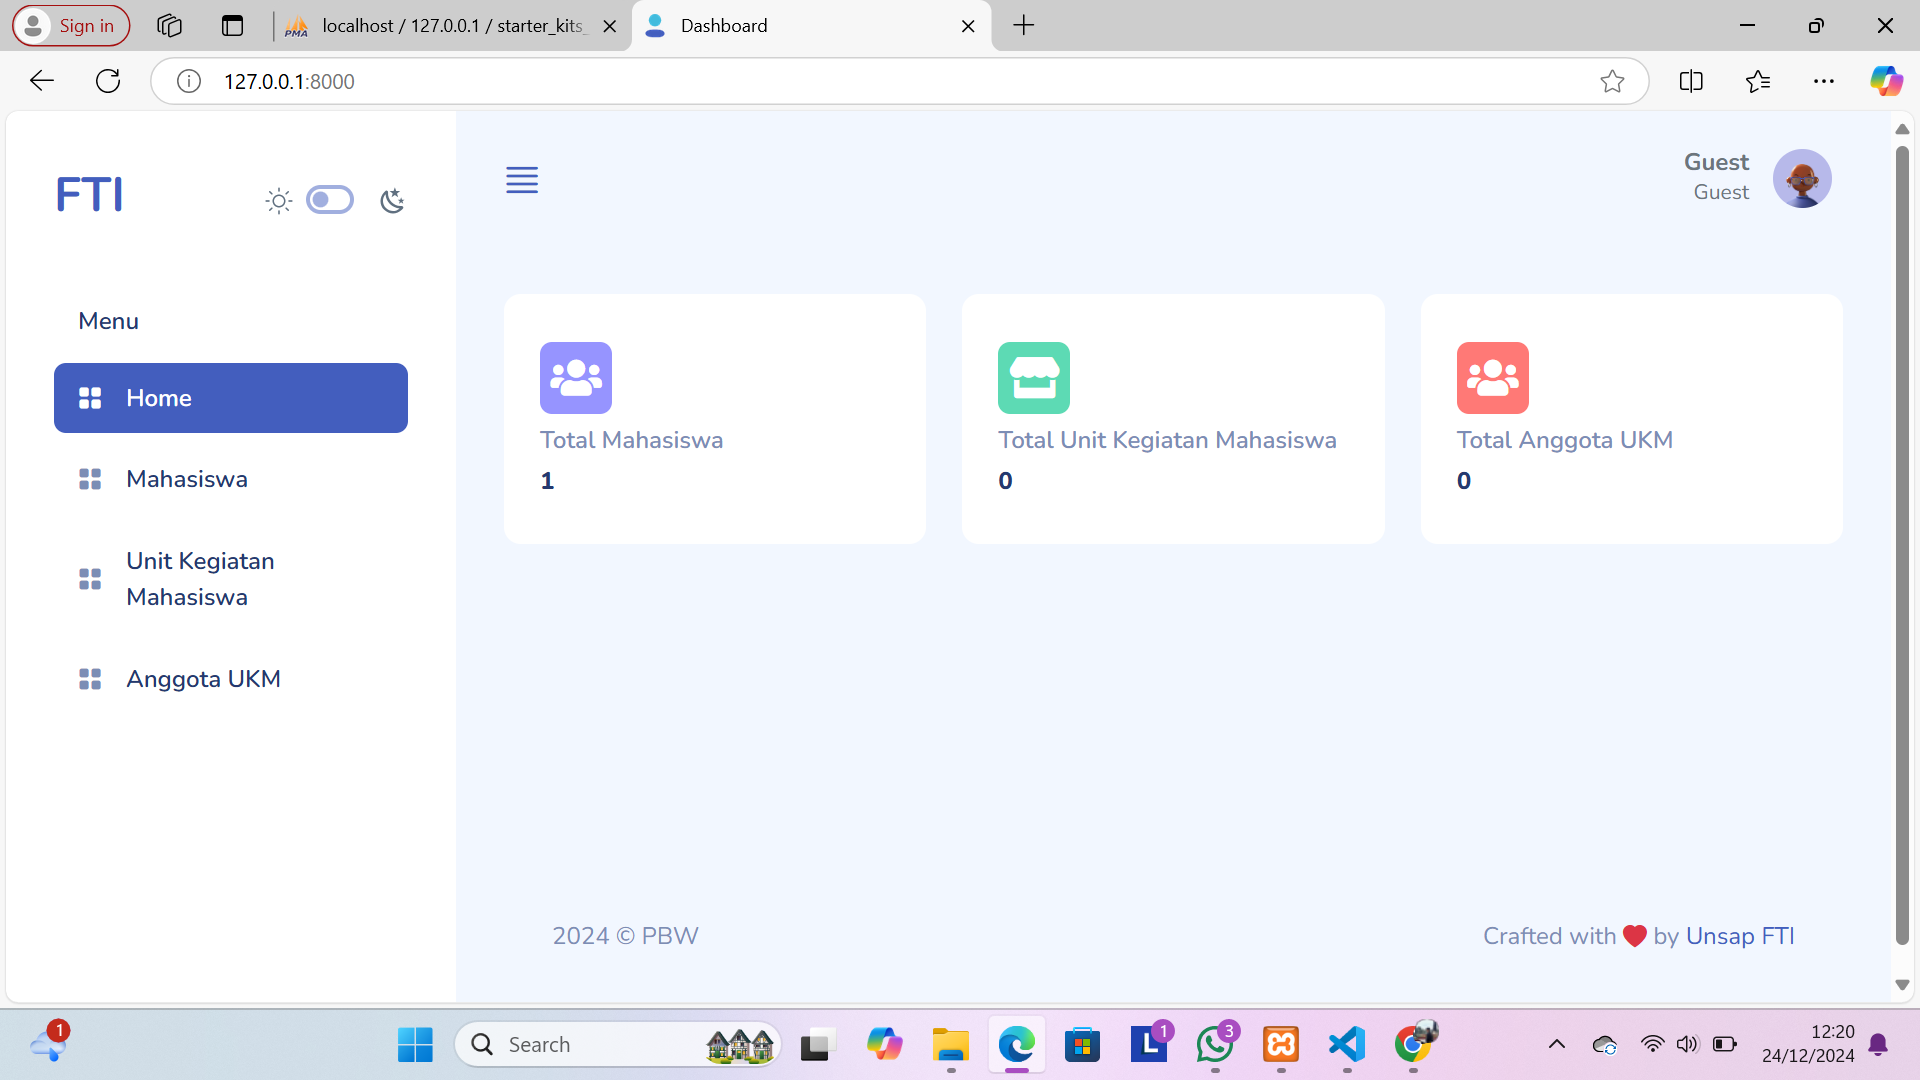 Sign in
PMA
localhost / 127.0.0.1 / starter_kits_
Dashboard
127.0.0.1:8000
FTI
Guest
Guest
Menu
Home
Mahasiswa
Unit Kegiatan
Mahasiswa
Anggota UKM
Total Mahasiswa
1
Total Unit Kegiatan Mahasiswa
0
Total Anggota UKM
0
2024 © PBW
Crafted with ❤ by Unsap FTI
1
Search
L
1
3
12:20
24/12/2024